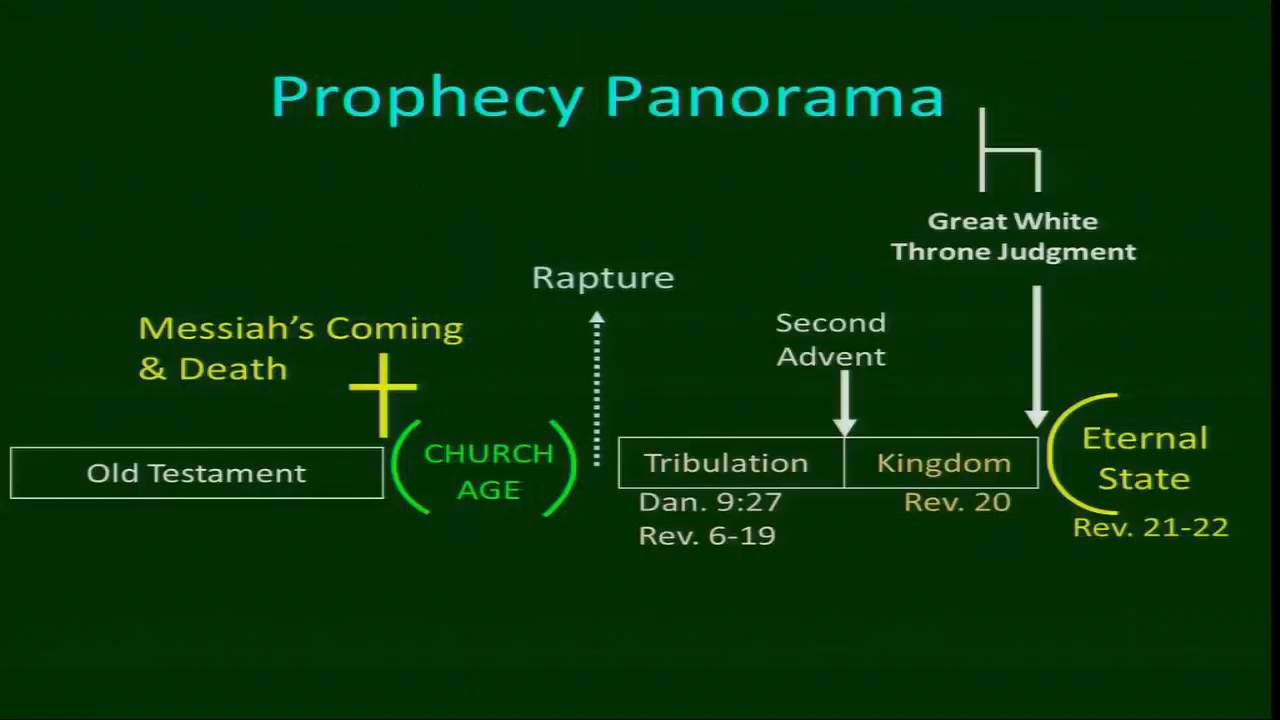 Prophecy Panorama
Great White
Throne Judgment
Rapture
Second
Advent
Messiah’s Coming
& Death
Old Testament
CHURCH
AGE
Tribulation
Kingdom
Eternal
State
Dan. 9:27
Rev. 6-19
Rev. 20
Rev. 21-22